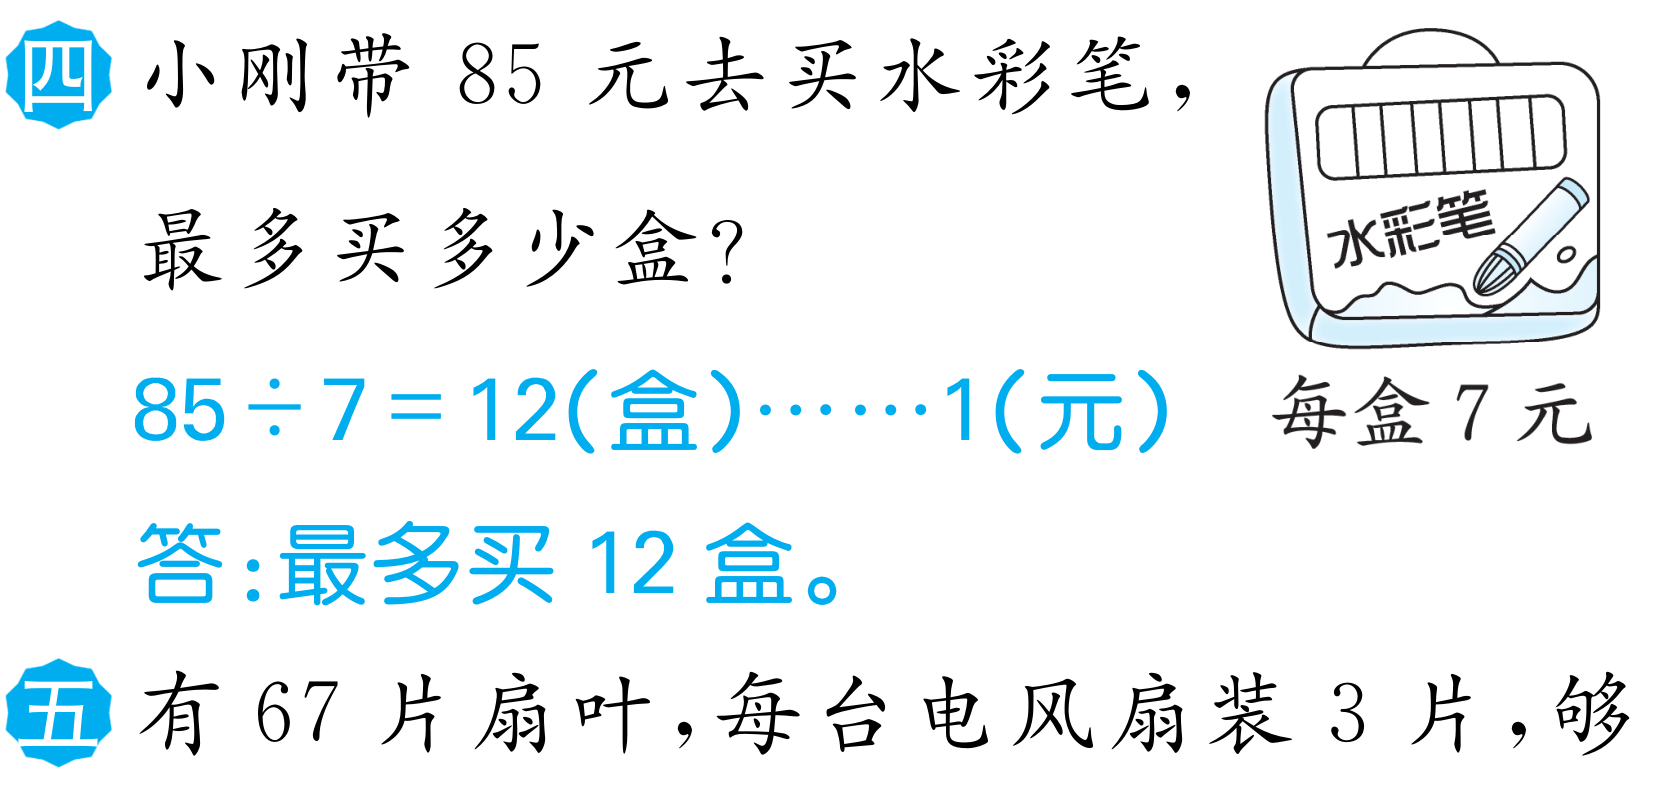 四 小刚带 85 元去买水彩笔,
最多买多少盒?
水彩笔
每盒 7 元
85÷7=12(盒)……1(元)
答:最多买 12 盒。
五 有 67 片扇叶,每台电风扇装 3 片,够